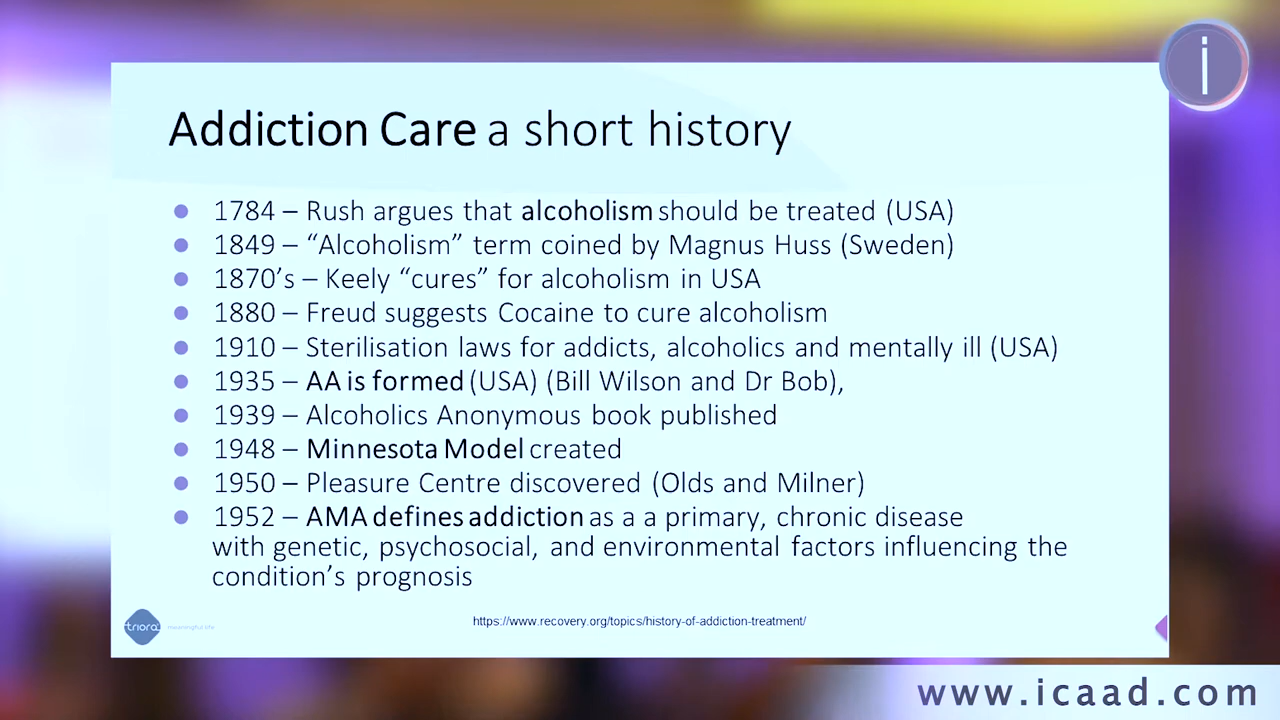 i
Addiction Care a short history
1784 – Rush argues that alcoholism should be treated (USA)
1849 – “Alcoholism” term coined by Magnus Huss (Sweden)
1870’s – Keely “cures” for alcoholism in USA
1880 – Freud suggests Cocaine to cure alcoholism
1910 – Sterilisation laws for addicts, alcoholics and mentally ill (USA)
1935 – AA is formed (USA) (Bill Wilson and Dr Bob),
1939 – Alcoholics Anonymous book published
1948 – Minnesota Model created
1950 – Pleasure Centre discovered (Olds and Milner)
1952 – AMA defines addiction as a a primary, chronic disease
with genetic, psychosocial, and environmental factors influencing the
condition’s prognosis
triora meaningful life
https://www.recovery.org/topics/history-of-addiction-treatment/
www.icaad.com